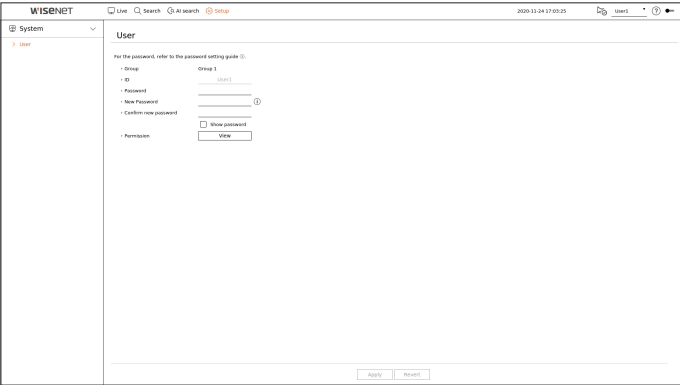 WISENET
Live Search AI search Setup 2020-11-24 17:03:25 User1 ?
System
User
User
For the password, refer to the password setting guide ⓘ.
Group Group 1
ID User1
Password
New Password ⓘ
Confirm new password
Show password
Permission View
Apply Revert